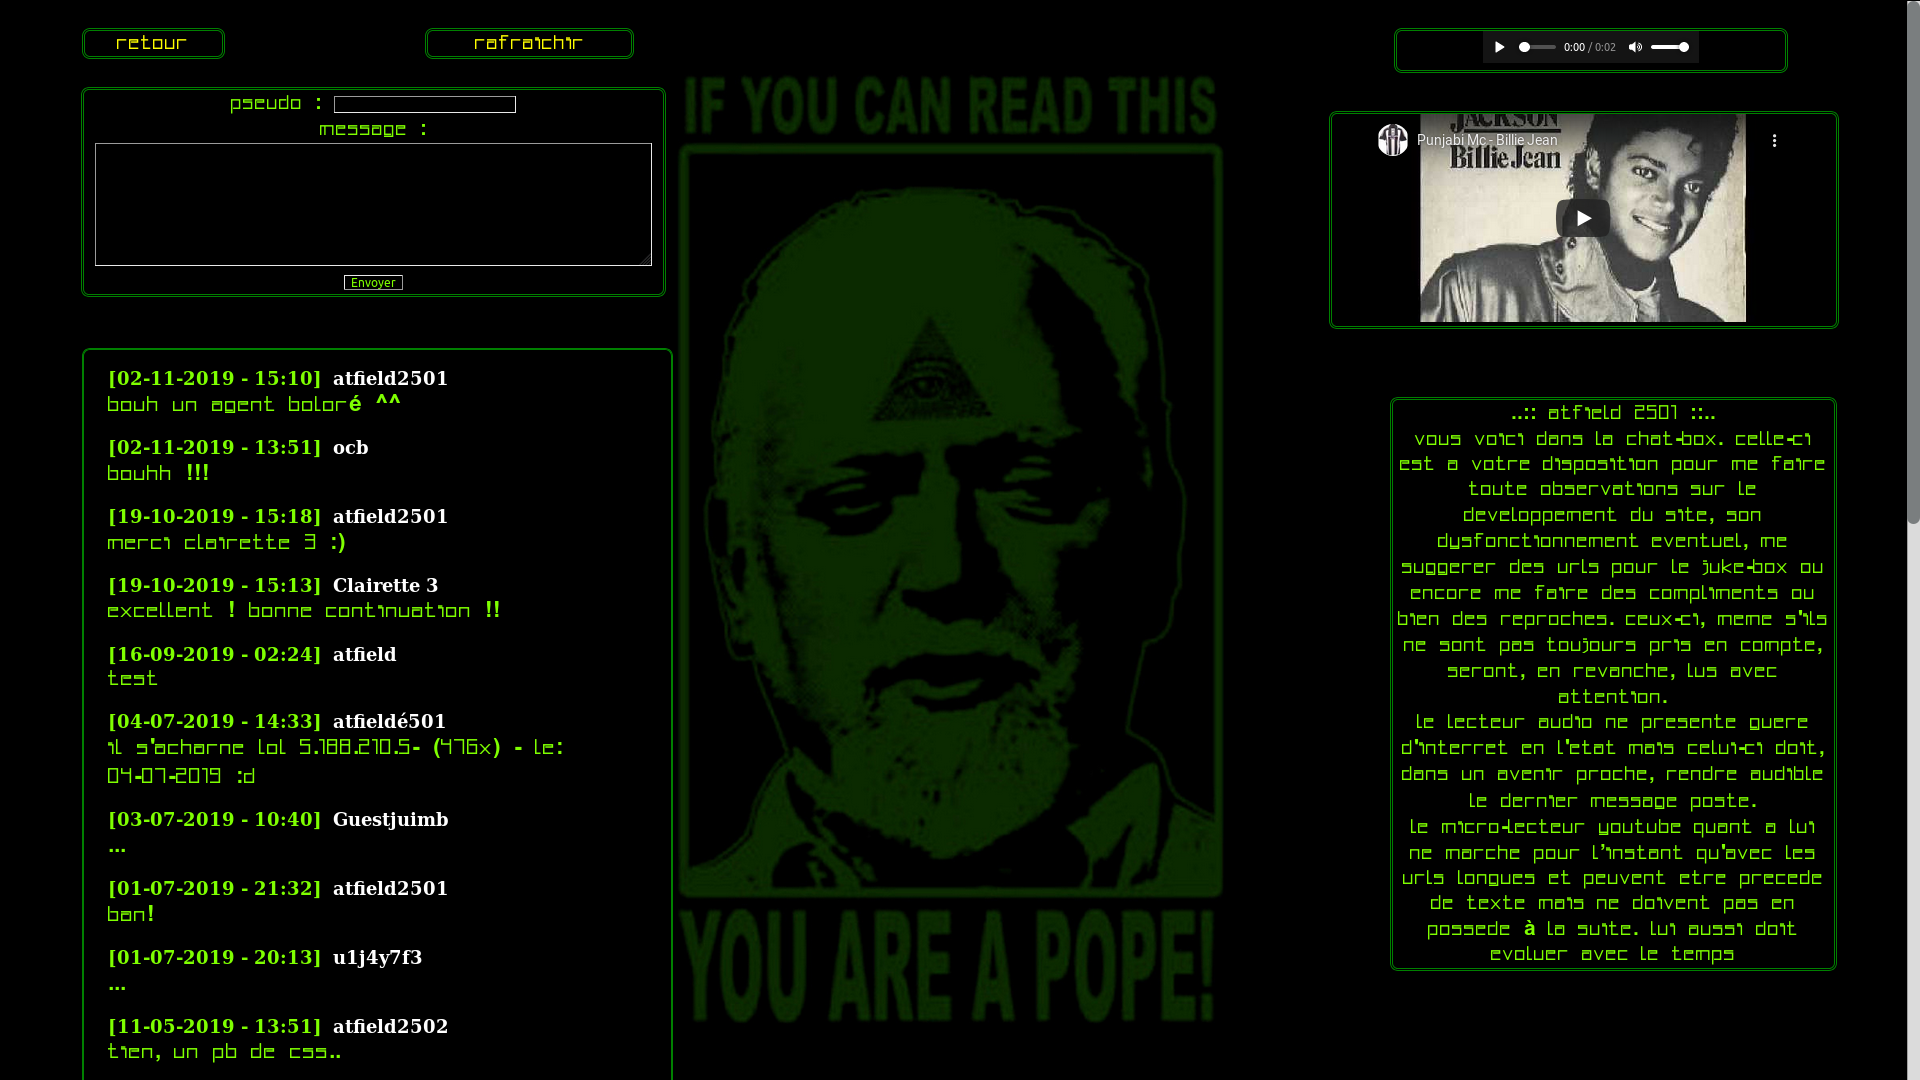 retour
rafraichir
pseudo :
message :
Envoyer
[02-11-2019 - 15:10] atfield2501
bouh un agent boloré ^^
[02-11-2019 - 13:51] ocb
bouhh !!!
[19-10-2019 - 15:18] atfield2501
merci clairette 3 :)
[19-10-2019 - 15:13] Clairette 3
excellent ! bonne continuation !!
[16-09-2019 - 02:24] atfield
test
[04-07-2019 - 14:33] atfieldé501
il s'acharne lol 5.188.210.5- (476x) - le:
04-07-2019 :d
[03-07-2019 - 10:40] Guestjuimb
...
[01-07-2019 - 21:32] atfield2501
ban!
[01-07-2019 - 20:13] u1j4y7f3
...
[11-05-2019 - 13:51] atfield2502
tien, un pb de css..
IF YOU CAN READ THIS
YOU ARE A POPE!
0:00 / 0:02
JACKSON
Punjabi Mc - Billie Jean
Billie Jean
..:: atfield 2501 ::..
vous voici dans la chat-box. celle-ci
est a votre disposition pour me faire
toute observations sur le
developpement du site, son
dysfonctionnement eventuel, me
suggerer des urls pour le juke-box ou
encore me faire des compliments ou
bien des reproches. ceux-ci, meme s'ils
ne sont pas toujours pris en compte,
seront, en revanche, lus avec
attention.
le lecteur audio ne presente guere
d'interret en l'etat mais celui-ci doit,
dans un avenir proche, rendre audible
le dernier message poste.
le micro-lecteur youtube quant a lui
ne marche pour l'instant qu'avec les
urls longues et peuvent etre precede
de texte mais ne doivent pas en
possede à la suite. lui aussi doit
evoluer avec le temps